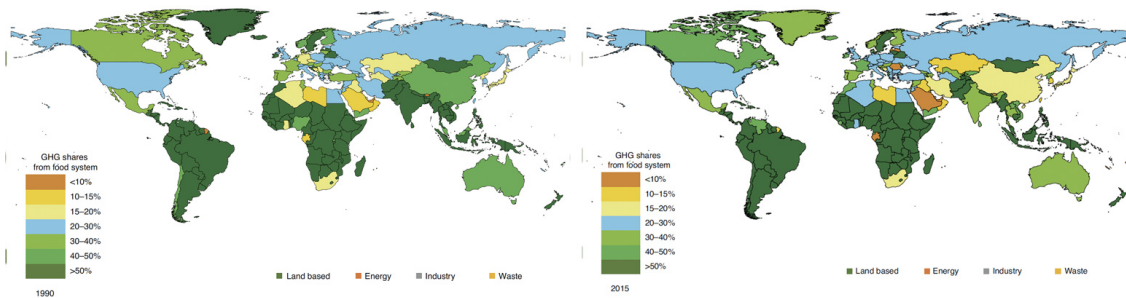 GHG shares
from food system
<10%
10–15%
15–20%
20–30%
30–40%
40–50%
>50%
Land based Energy Industry Waste
1990
GHG shares
from food system
<10%
10–15%
15–20%
20–30%
30–40%
40–50%
>50%
Land based Energy Industry Waste
2015